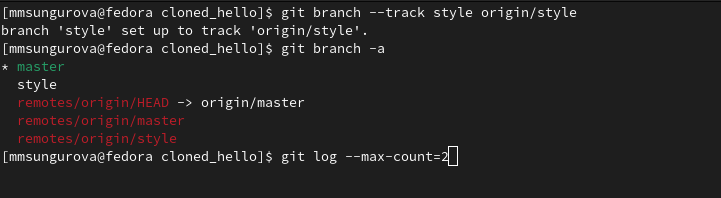 [mmsungurova@fedora cloned_hello]$ git branch --track style origin/style
branch 'style' set up to track 'origin/style'.
[mmsungurova@fedora cloned_hello]$ git branch -a
* master
  style
  remotes/origin/HEAD -> origin/master
  remotes/origin/master
  remotes/origin/style
[mmsungurova@fedora cloned_hello]$ git log --max-count=2